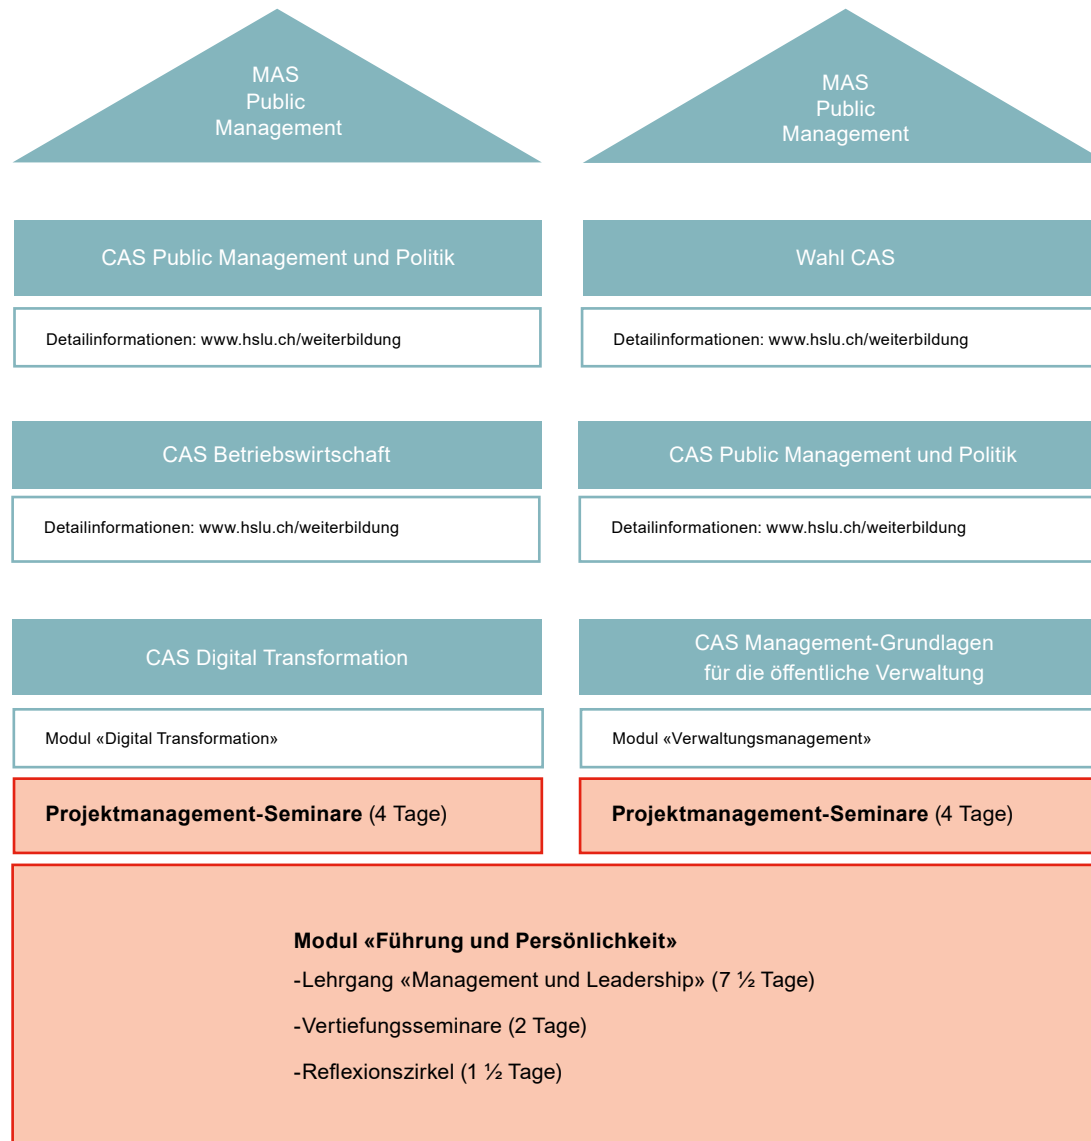 MAS
Public
Management
MAS
Public
Management
CAS Public Management und Politik
Wahl CAS
Detailinformationen: www.hslu.ch/weiterbildung
Detailinformationen: www.hslu.ch/weiterbildung
CAS Betriebswirtschaft
CAS Public Management und Politik
Detailinformationen: www.hslu.ch/weiterbildung
Detailinformationen: www.hslu.ch/weiterbildung
CAS Digital Transformation
CAS Management-Grundlagen
für die öffentliche Verwaltung
Modul «Digital Transformation»
Modul «Verwaltungsmanagement»
Projektmanagement-Seminare (4 Tage)
Projektmanagement-Seminare (4 Tage)
Modul «Führung und Persönlichkeit»
-Lehrgang «Management und Leadership» (7 ½ Tage)
-Vertiefungsseminare (2 Tage)
-Reflexionszirkel (1 ½ Tage)